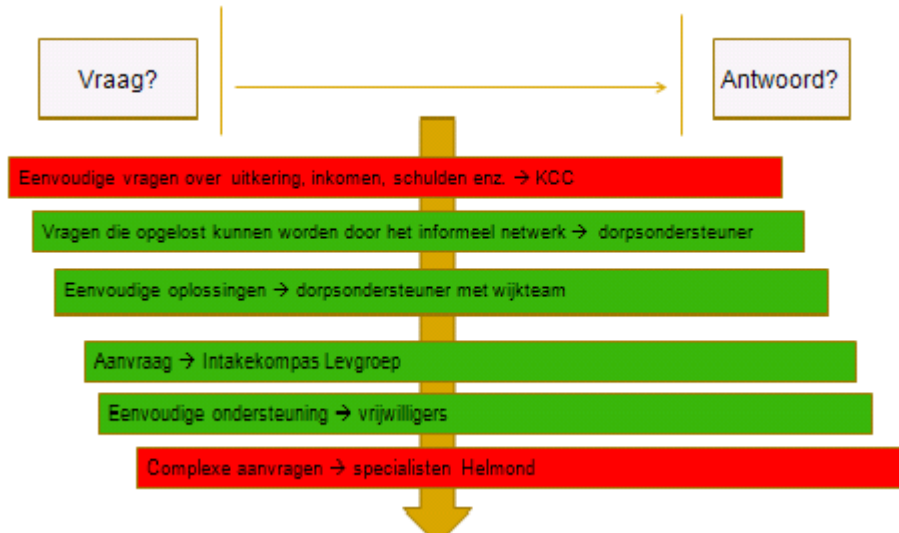 Vraag?
Antwoord?
Eenvoudige vragen over uitkering, inkomen, schulden enz. → KCC
Vragen die opgelost kunnen worden door het informeel netwerk → dorpsondersteuner
Eenvoudige oplossingen → dorpsondersteuner met wijkteam
Aanvraag → Intakekompas Levgroep
Eenvoudige ondersteuning → vrijwilligers
Complexe aanvragen → specialisten Helmond